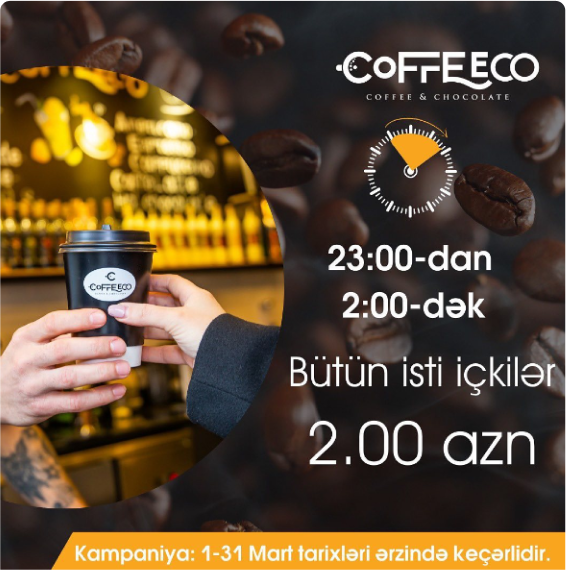 COFFEECO
COFFEE & CHOCOLATE
23:00-dan
2:00-dək
COFFEECO
Bütün isti içkilər
2.00 azn
Kampaniya: 1-31 Mart tarixləri ərzində keçərlidir.